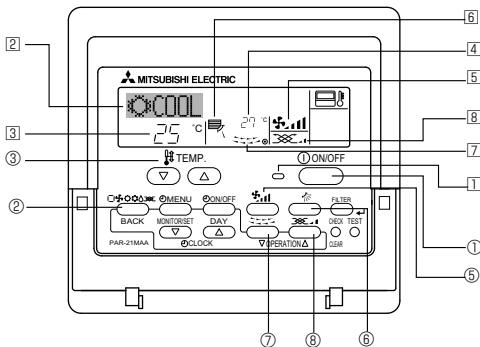 6
2
4
MITSUBISHI ELECTRIC
5
COOL
27 °C
3
25 °C
8
③
TEMP.
ON/OFF
7
1
②
MENU
ON/OFF
FILTER
BACK
MONITOR/SET
DAY
CHECK TEST
PAR-21MAA
CLOCK
OPERATION
CLEAR
①
⑤
⑦
⑧
⑥